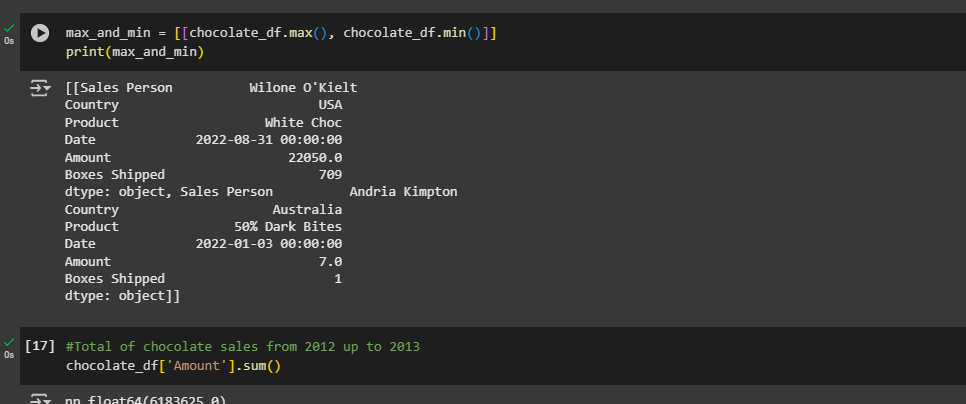 0s
max_and_min = [[chocolate_df.max(), chocolate_df.min()]]
print(max_and_min)
[[Sales Person          Wilone O'Kielt
Country                          USA
Product                   White Choc
Date             2022-08-31 00:00:00
Amount                       22050.0
Boxes Shipped                    709
dtype: object, Sales Person          Andria Kimpton
Country                    Australia
Product               50% Dark Bites
Date             2022-01-03 00:00:00
Amount                           7.0
Boxes Shipped                      1
dtype: object]]
0s
[17] #Total of chocolate sales from 2012 up to 2013
chocolate_df['Amount'].sum()
np.float64(6183625.0)